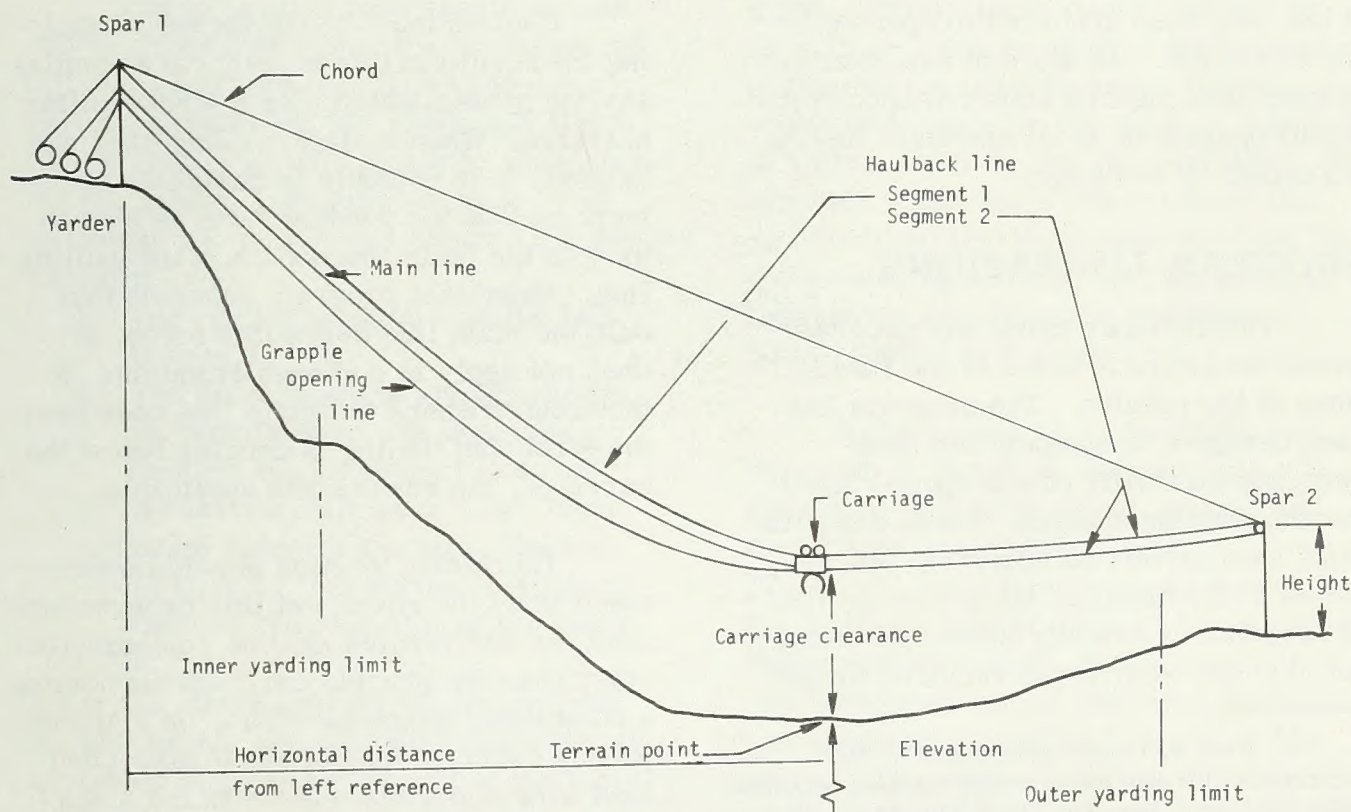 Spar 1
Chord
Haulback line
Segment 1
Segment 2
Yarder
Main line
Grapple
opening
line
Carriage
Spar 2
Height
Carriage clearance
Inner yarding limit
Terrain point
Elevation
Horizontal distance
from left reference
Outer yarding limit